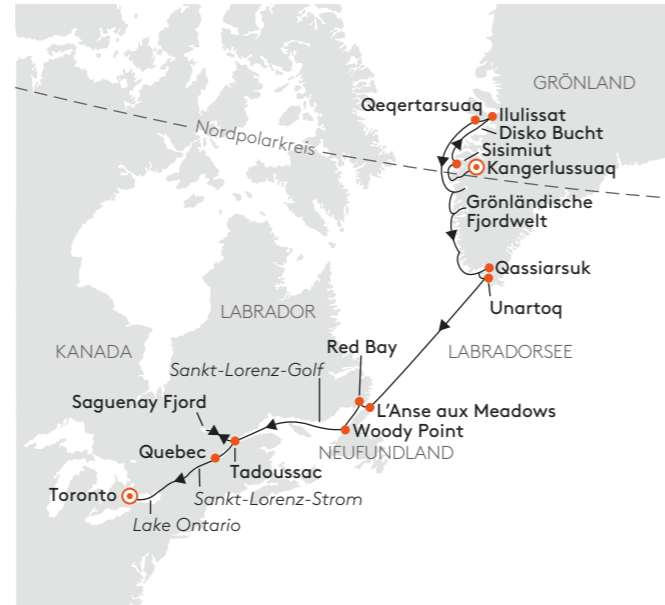 GRÖNLAND
Qeqertarsuaq
Ilulissat
Disko Bucht
Nordpolarkreis
Sisimiut
Kangerlussuaq
Grönländische
Fjordwelt
Qassiarsuk
Unartoq
LABRADOR
Red Bay
LABRADORSEE
KANADA
Sankt-Lorenz-Golf
Saguenay Fjord
L'Anse aux Meadows
Woody Point
NEUFUNDLAND
Quebec
Tadoussac
Toronto
Sankt-Lorenz-Strom
Lake Ontario